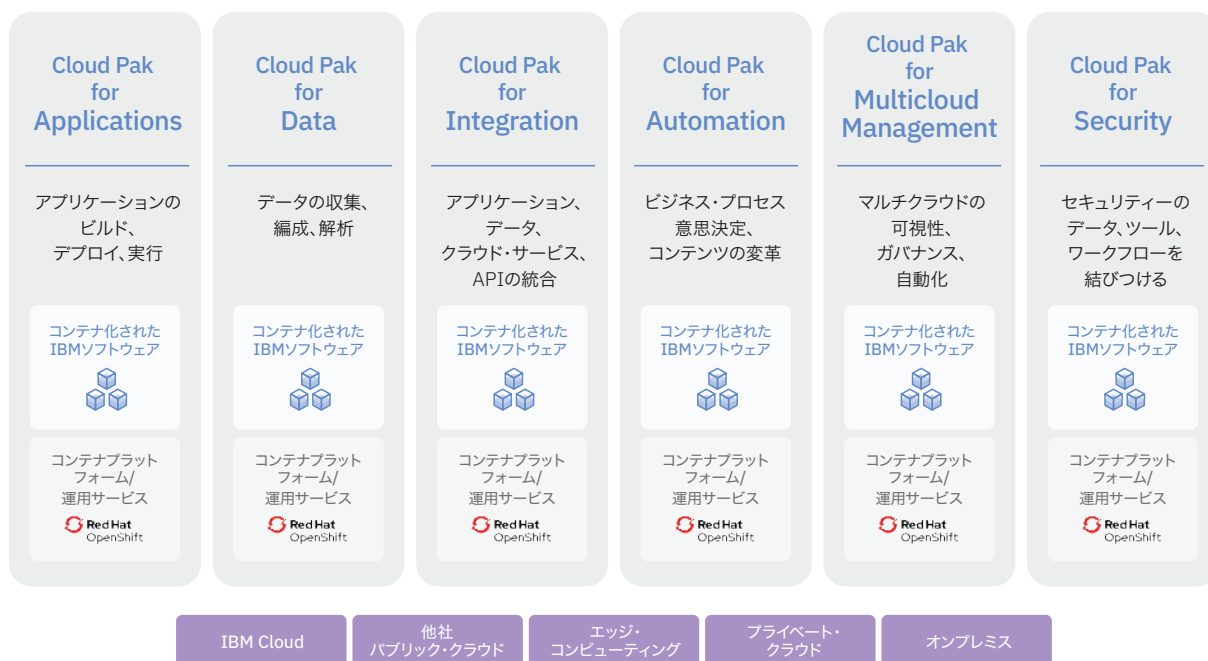 Cloud Pak
for
Applications
アプリケーションの
ビルド、
デプロイ、実行
コンテナ化された
IBMソフトウェア
コンテナプラット
フォーム/
運用サービス
Red Hat
OpenShift
Cloud Pak
for
Data
データの収集、
編成、解析
コンテナ化された
IBMソフトウェア
コンテナプラット
フォーム/
運用サービス
Red Hat
OpenShift
Cloud Pak
for
Integration
アプリケーション、
データ、
クラウド・サービス、
APIの統合
コンテナ化された
IBMソフトウェア
コンテナプラット
フォーム/
運用サービス
Red Hat
OpenShift
Cloud Pak
for
Automation
ビジネス・プロセス
意思決定、
コンテンツの変革
コンテナ化された
IBMソフトウェア
コンテナプラット
フォーム/
運用サービス
Red Hat
OpenShift
Cloud Pak
for
Multicloud
Management
マルチクラウドの
可視性、
ガバナンス、
自動化
コンテナ化された
IBMソフトウェア
コンテナプラット
フォーム/
運用サービス
Red Hat
OpenShift
Cloud Pak
for
Security
セキュリティーの
データ、ツール、
ワークフローを
結びつける
コンテナ化された
IBMソフトウェア
コンテナプラット
フォーム/
運用サービス
Red Hat
OpenShift
IBM Cloud
他社
パブリック・クラウド
エッジ・
コンピューティング
プライベート・
クラウド
オンプレミス